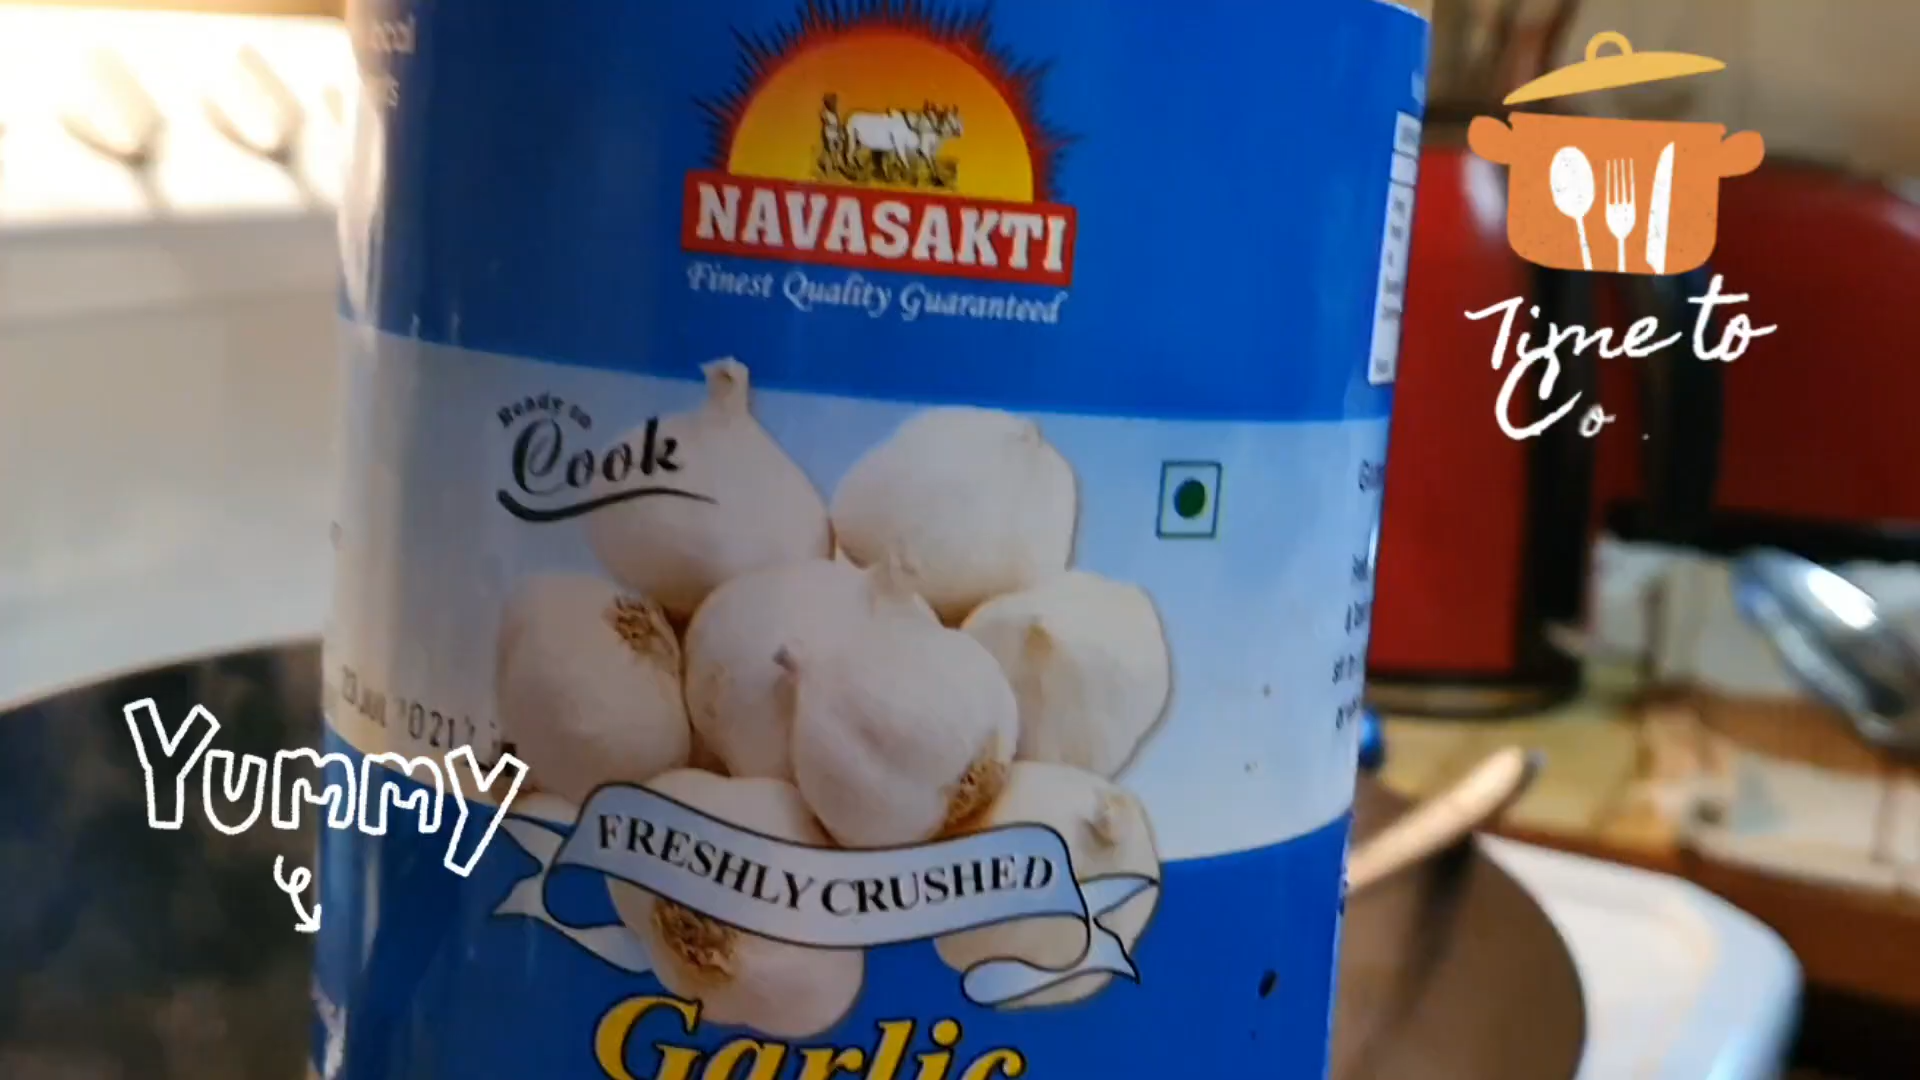 NAVASAKTI
Finest Quality Guaranteed
Time to
Co
Ready to
Cook
Yummy
FRESHLY CRUSHED
Garlic